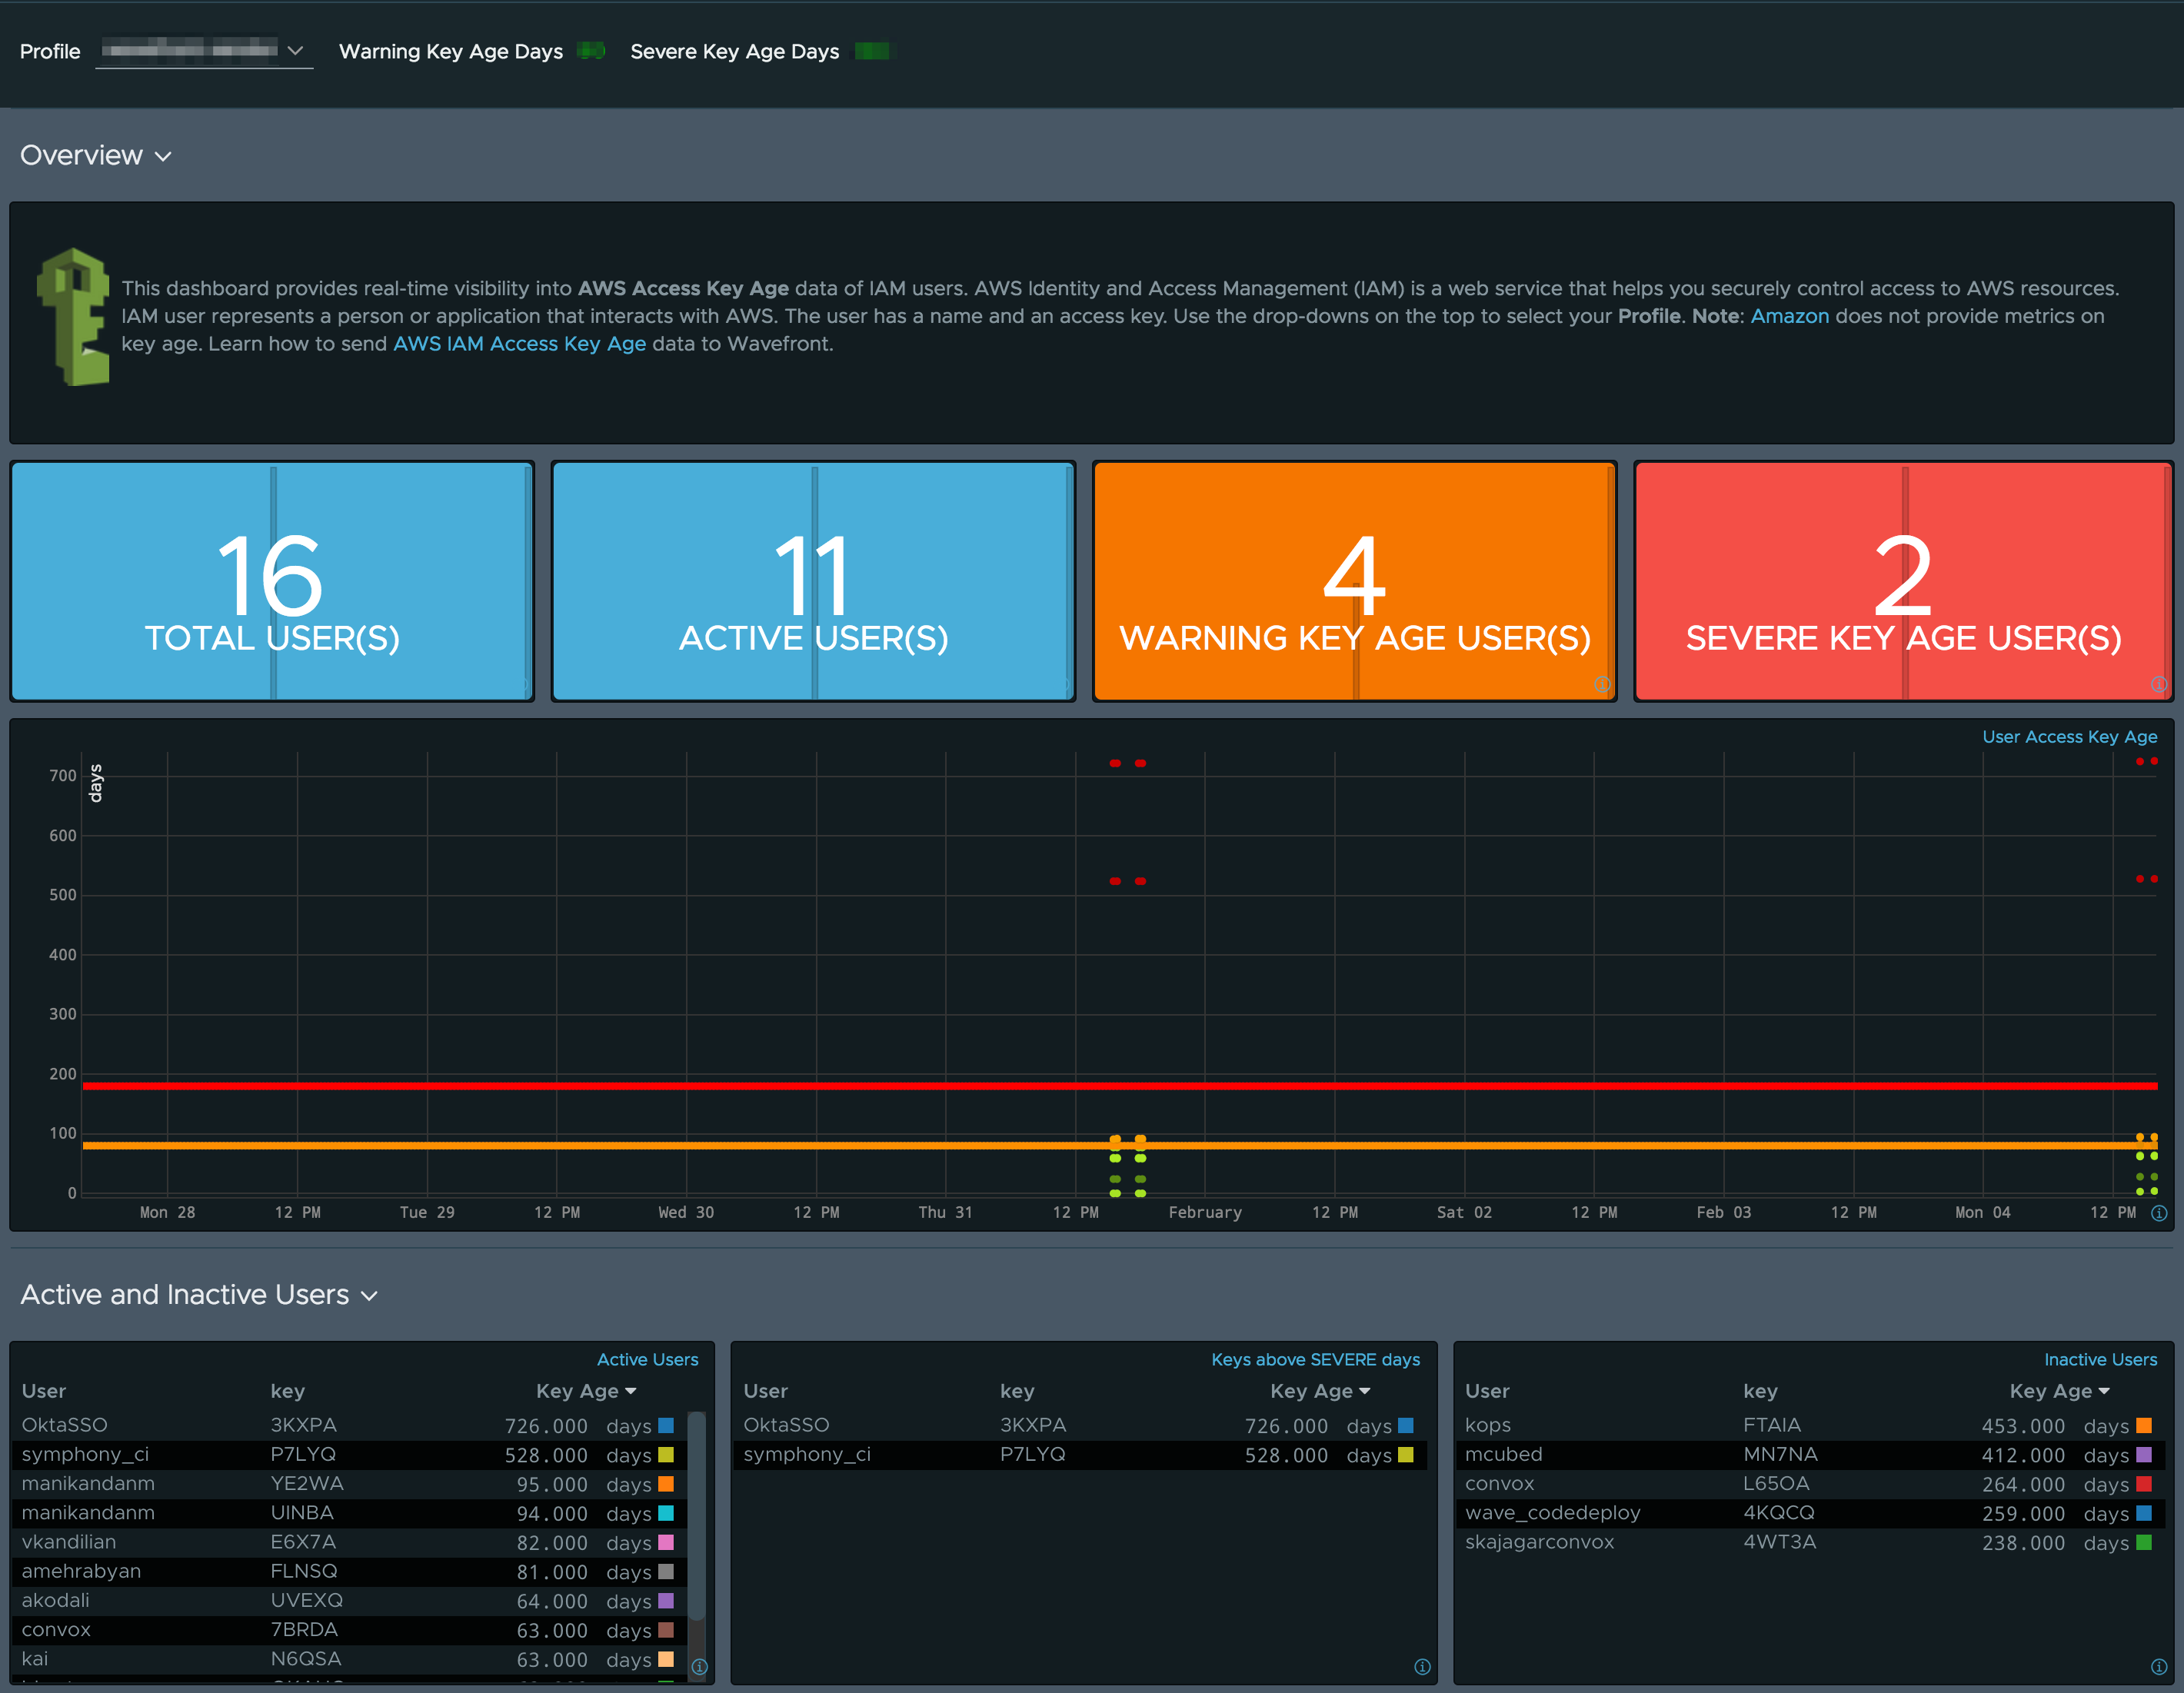 Profile
Warning Key Age Days
Severe Key Age Days
Overview
This dashboard provides real-time visibility into AWS Access Key Age data of IAM users. AWS Identity and Access Management (IAM) is a web service that helps you securely control access to AWS resources.
IAM user represents a person or application that interacts with AWS. The user has a name and an access key. Use the drop-downs on the top to select your Profile. Note: Amazon does not provide metrics on
key age. Learn how to send AWS IAM Access Key Age data to Wavefront.
16
TOTAL USER(S)
11
ACTIVE USER(S)
4
WARNING KEY AGE USER(S)
2
SEVERE KEY AGE USER(S)
User Access Key Age
days
700
600
500
400
300
200
100
0
Mon 28 12 PM Tue 29 12 PM Wed 30 12 PM Thu 31 12 PM February 12 PM Sat 02 12 PM Feb 03 12 PM Mon 04 12 PM
Active and Inactive Users
Active Users
User key Key Age
OktaSSO 3KXPA 726.000 days
symphony_ci P7LYQ 528.000 days
manikandanm YE2WA 95.000 days
manikandanm UINBA 94.000 days
vkandilian E6X7A 82.000 days
amehrabyan FLNSQ 81.000 days
akodali UVEXQ 64.000 days
convox 7BRDA 63.000 days
kai N6QSA 63.000 days
Keys above SEVERE days
User key Key Age
OktaSSO 3KXPA 726.000 days
symphony_ci P7LYQ 528.000 days
Inactive Users
User key Key Age
kops FTAIA 453.000 days
mcubed MN7NA 412.000 days
convox L65OA 264.000 days
wave_codedeploy 4KQCQ 259.000 days
skajagarconvox 4WT3A 238.000 days